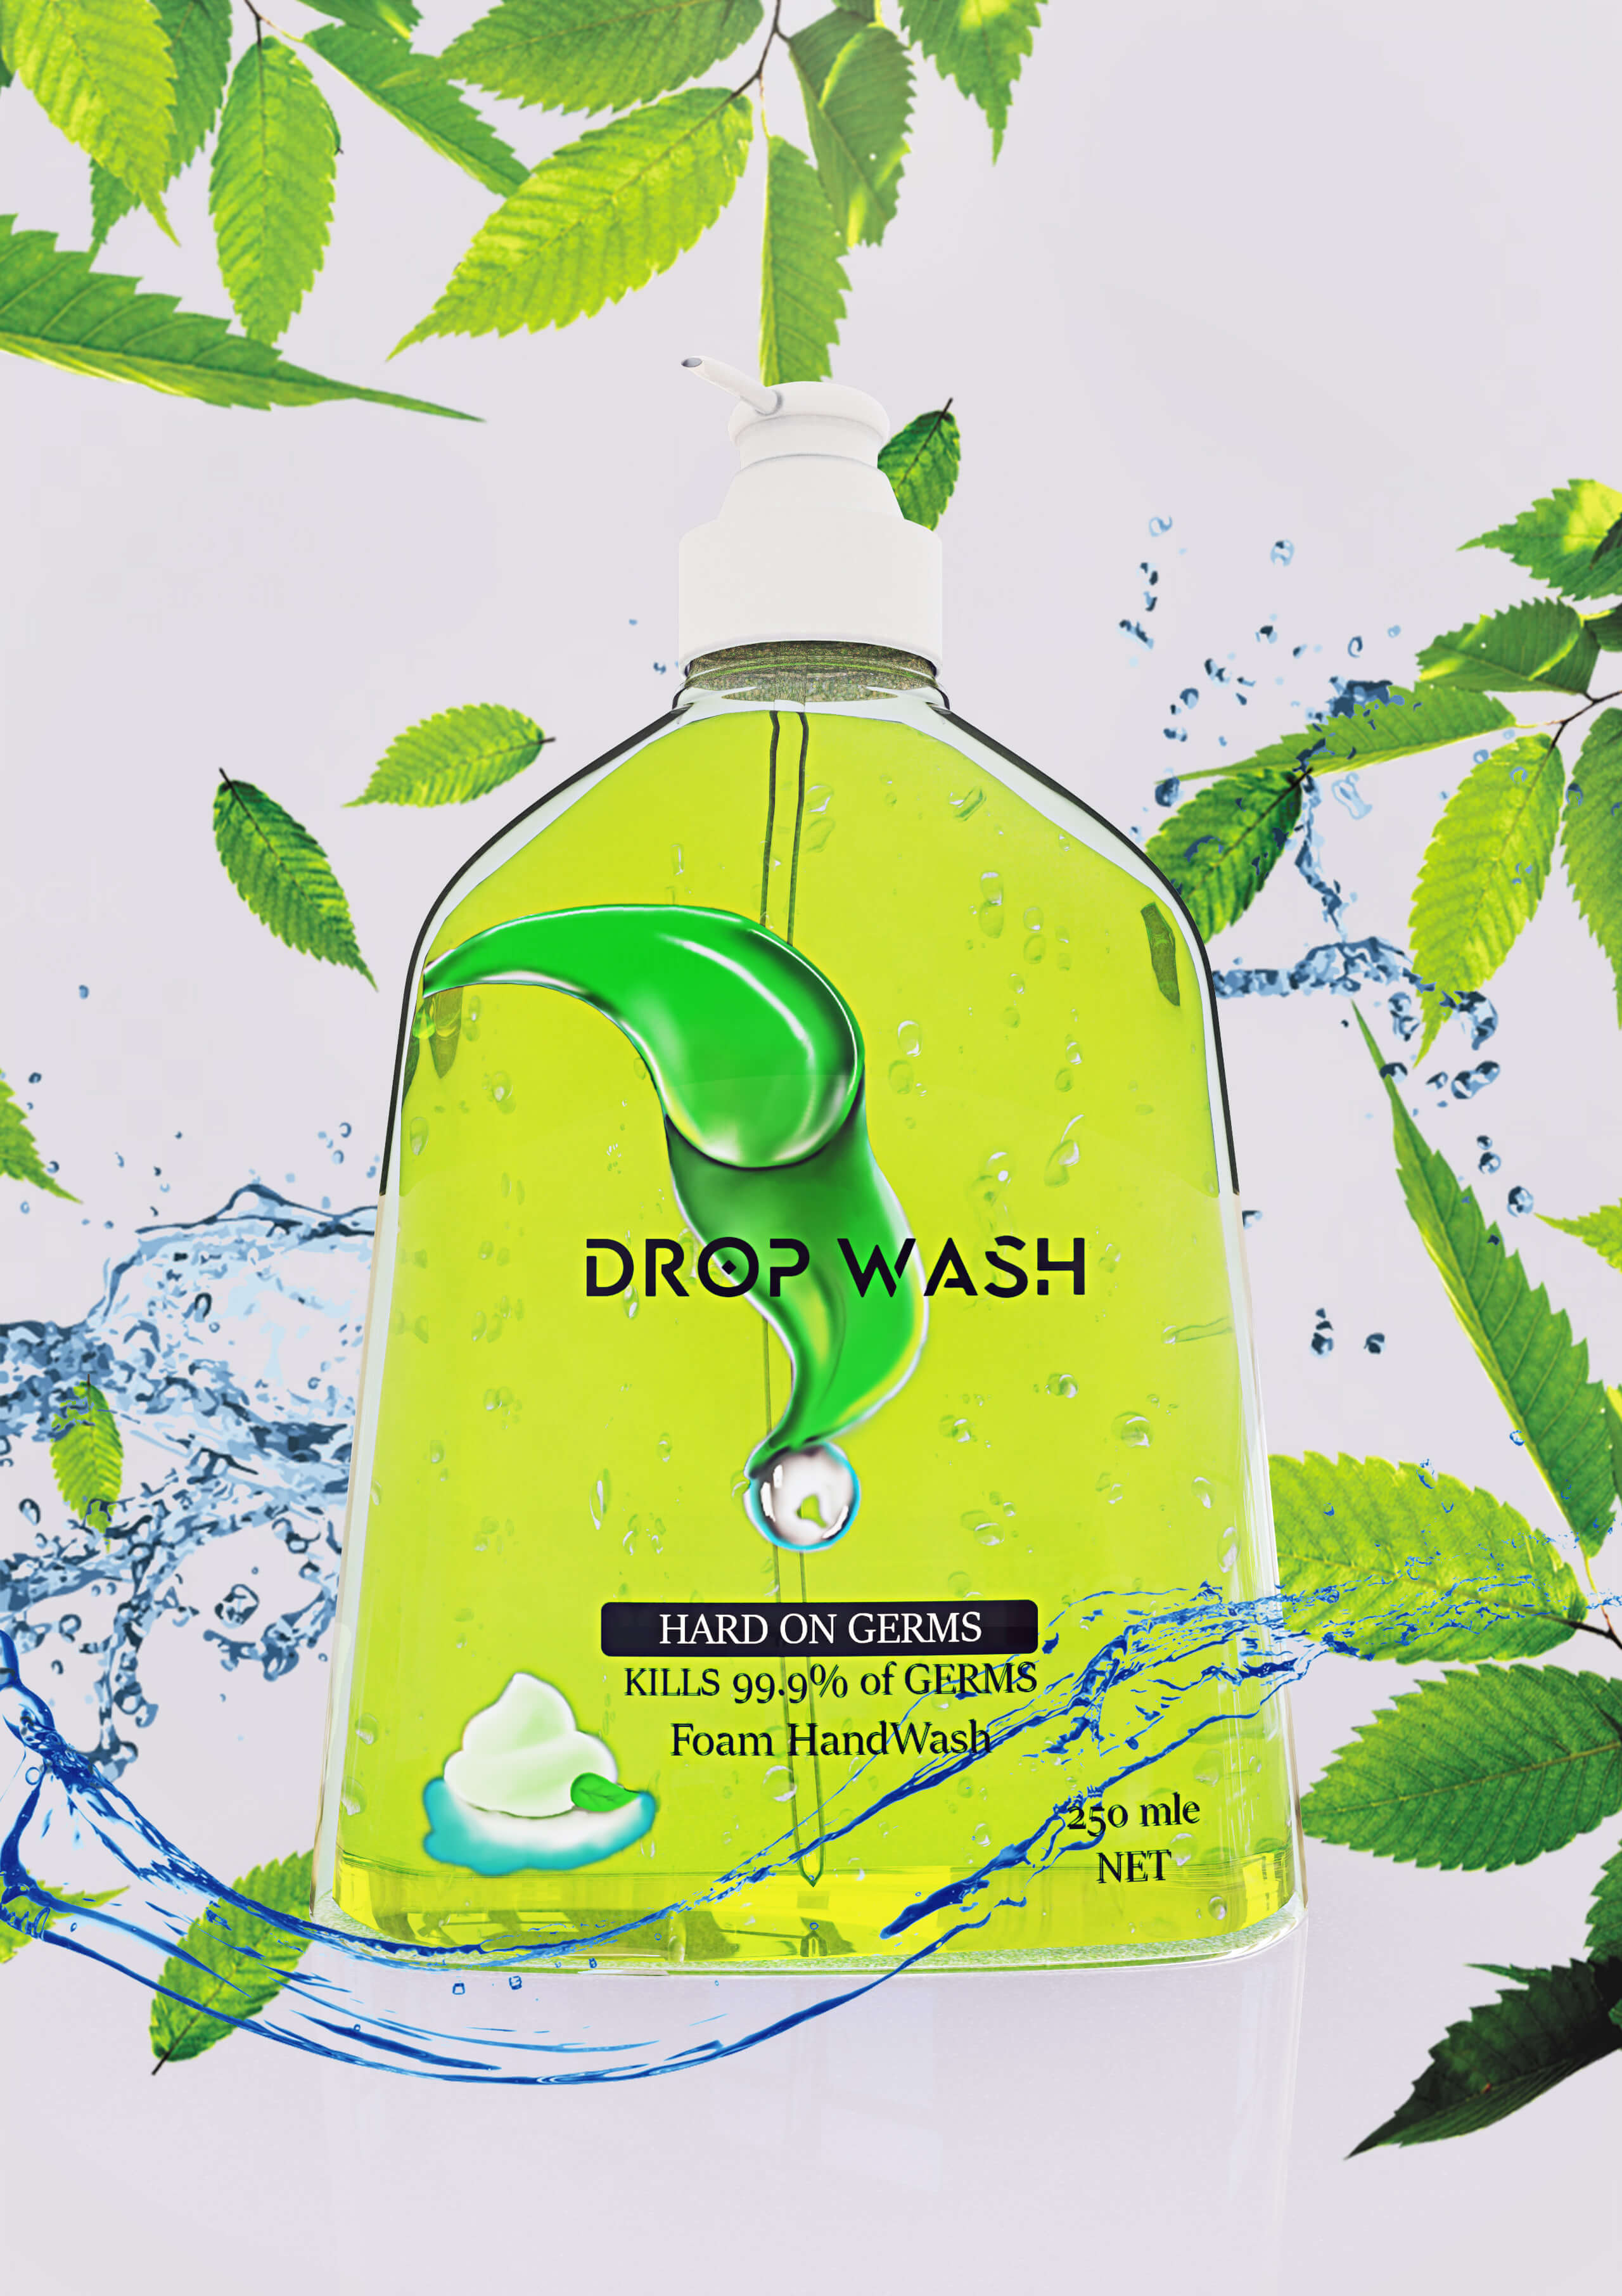 DROP WASH
HARD ON GERMS
KILLS 99.9% of GERMS
Foam HandWash
250 mle
NET